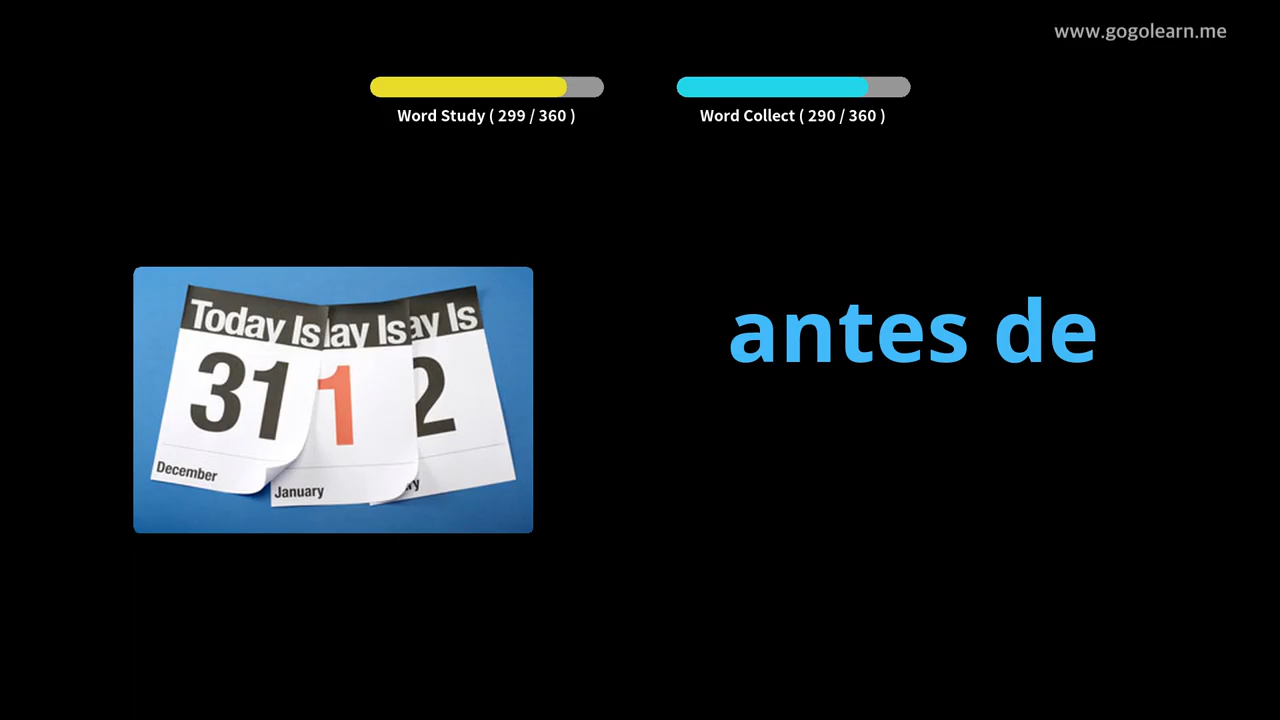 www.gogolearn.me
Word Study ( 299 / 360 )
Word Collect ( 290 / 360 )
Today Is
ay Is
ay Is
31
1
2
December
January
antes de